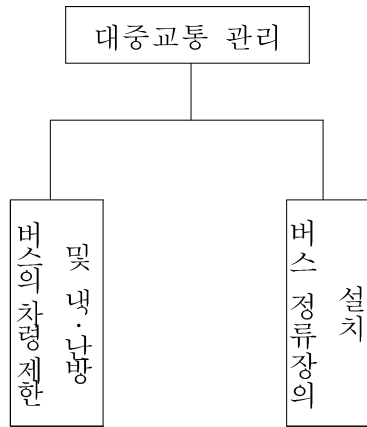 대중교통 관리
버스의 차령 제한
및 냉·난방
버스 정류장의
설치